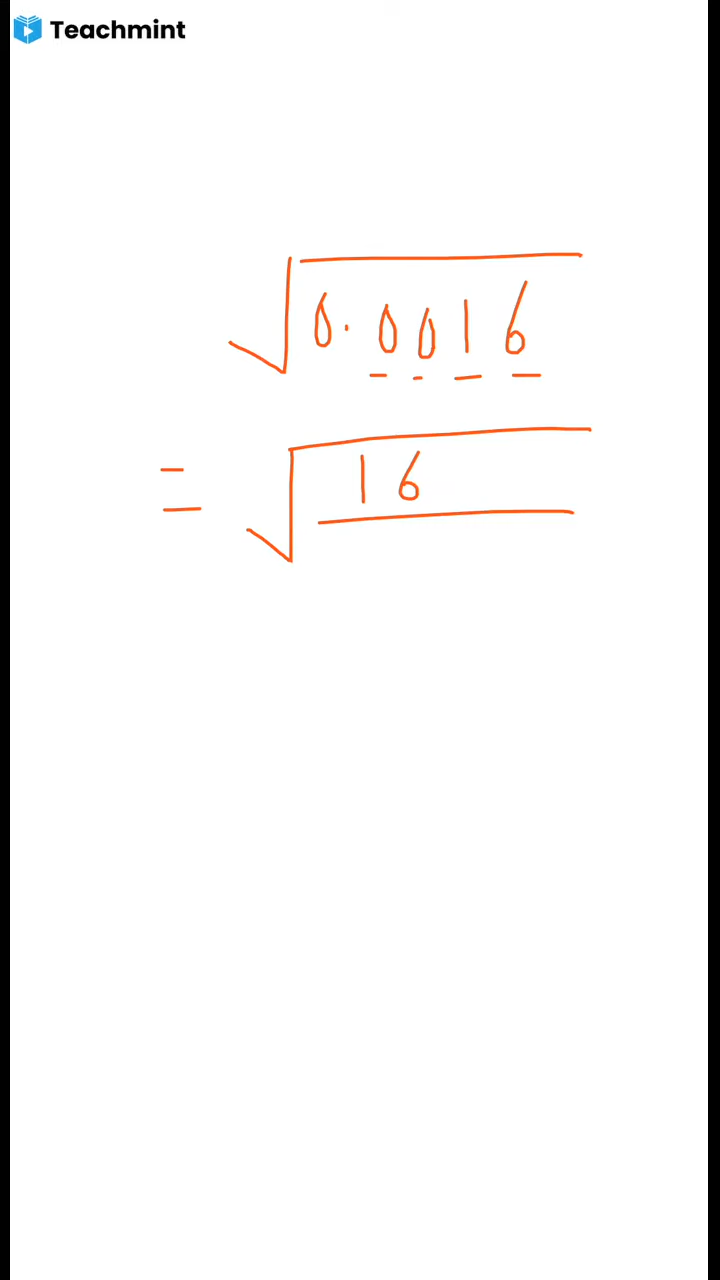 Teachmint
√0.0016
= √16